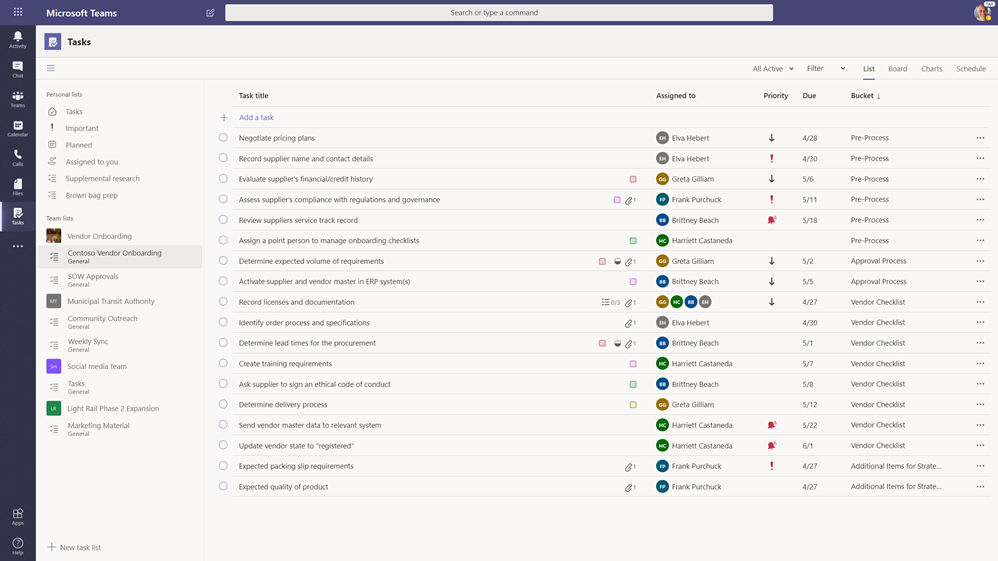 Microsoft Teams
Search or type a command
Activity
Chat
Teams
Calendar
Calls
Files
Tasks
Apps
Help
Tasks
Personal lists
Tasks
Important
Planned
Assigned to you
Supplemental research
Brown bag prep
Team lists
Vendor Onboarding
Contoso Vendor Onboarding
General
SOW Approvals
General
MT Municipal Transit Authority
Community Outreach
General
Weekly Sync
General
Sm Social media team
Tasks
General
LR Light Rail Phase 2 Expansion
Marketing Material
General
New task list
All Active Filter List Board Charts Schedule
Task title Assigned to Priority Due Bucket ↓
Add a task
Negotiate pricing plans EH Elva Hebert 4/28 Pre-Process
Record supplier name and contact details EH Elva Hebert 4/30 Pre-Process
Evaluate supplier's financial/credit history GG Greta Gilliam 5/6 Pre-Process
Assess supplier's compliance with regulations and governance 1 FP Frank Purchuck 5/11 Pre-Process
Review suppliers service track record BB Brittney Beach 5/18 Pre-Process
Assign a point person to manage onboarding checklists HC Harriett Castaneda Pre-Process
Determine expected volume of requirements 1 GG Greta Gilliam 5/2 Approval Process
Activate supplier and vendor master in ERP system(s) BB Brittney Beach 5/5 Approval Process
Record licenses and documentation 0/3 1 GG HC BB EH 4/27 Vendor Checklist
Identify order process and specifications 1 EH Elva Hebert 4/30 Vendor Checklist
Determine lead times for the procurement 1 BB Brittney Beach 5/1 Vendor Checklist
Create training requirements HC Harriett Castaneda 5/7 Vendor Checklist
Ask supplier to sign an ethical code of conduct BB Brittney Beach 5/8 Vendor Checklist
Determine delivery process GG Greta Gilliam 5/12 Vendor Checklist
Send vendor master data to relevant system HC Harriett Castaneda 5/22 Vendor Checklist
Update vendor state to "registered" HC Harriett Castaneda 6/1 Vendor Checklist
Expected packing slip requirements 1 FP Frank Purchuck 4/27 Additional Items for Strate...
Expected quality of product 1 FP Frank Purchuck 4/27 Additional Items for Strate...